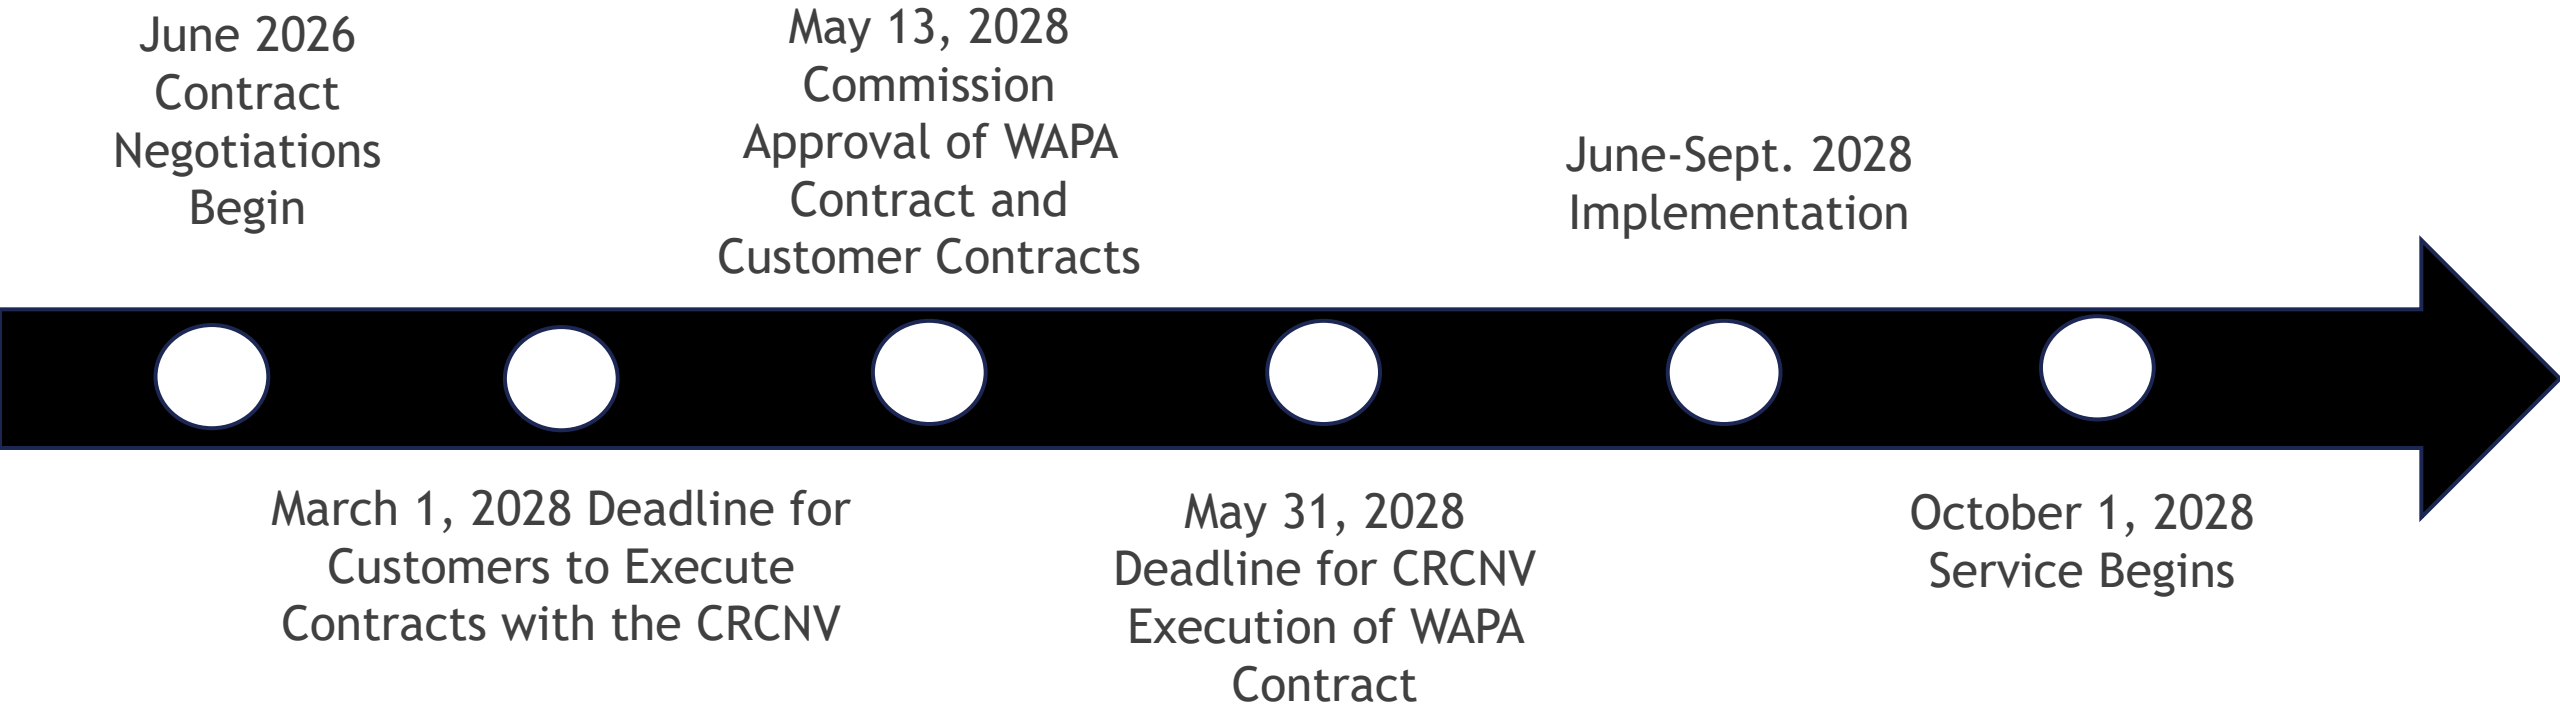 June 2026
Contract
Negotiations
Begin
March 1, 2028 Deadline for
Customers to Execute
Contracts with the CRCNV
May 13, 2028
Commission
Approval of WAPA
Contract and
Customer Contracts
May 31, 2028
Deadline for CRCNV
Execution of WAPA
Contract
June-Sept. 2028
Implementation
October 1, 2028
Service Begins